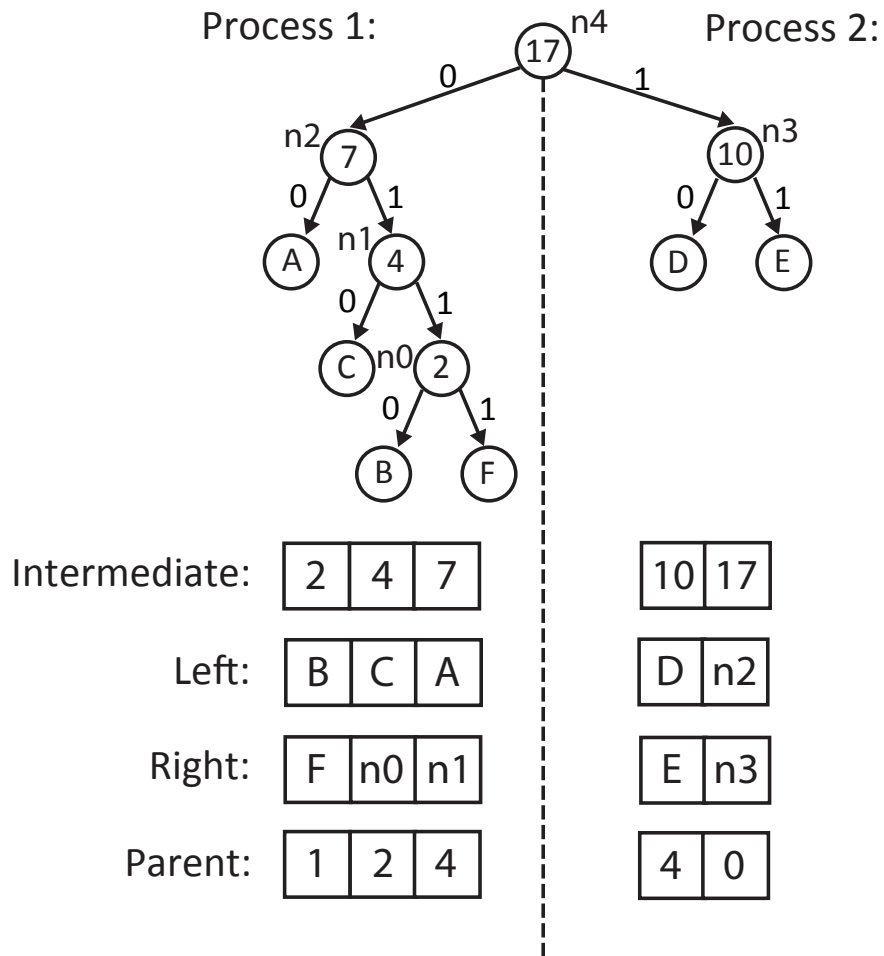 Process 1: n4 Process 2:
17
0 1
n2 n3
7 10
0 1 0 1
n1
A 4 D E
0 1
n0
C 2
0 1
B F
Intermediate: 2 4 7 10 17
Left: B C A D n2
Right: F n0 n1 E n3
Parent: 1 2 4 4 0